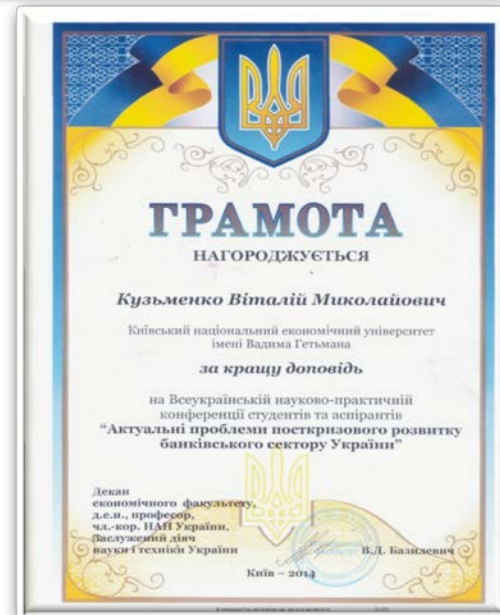 ГРАМОТА
НАГОРОДЖУЄТЬСЯ
Кузьменко Віталій Миколайович
Київський національний економічний університет
імені Вадима Гетьмана
за кращу доповідь
на Всеукраїнській науково-практичній
конференції студентів та аспірантів
“Актуальні проблеми посткризового розвитку
банківського сектору України”
Декан
економічного факультету,
д.е.н., професор,
чл.-кор. НАН України,
Заслужений діяч
науки і техніки України
В.Д. Базилевич
Київ – 2014